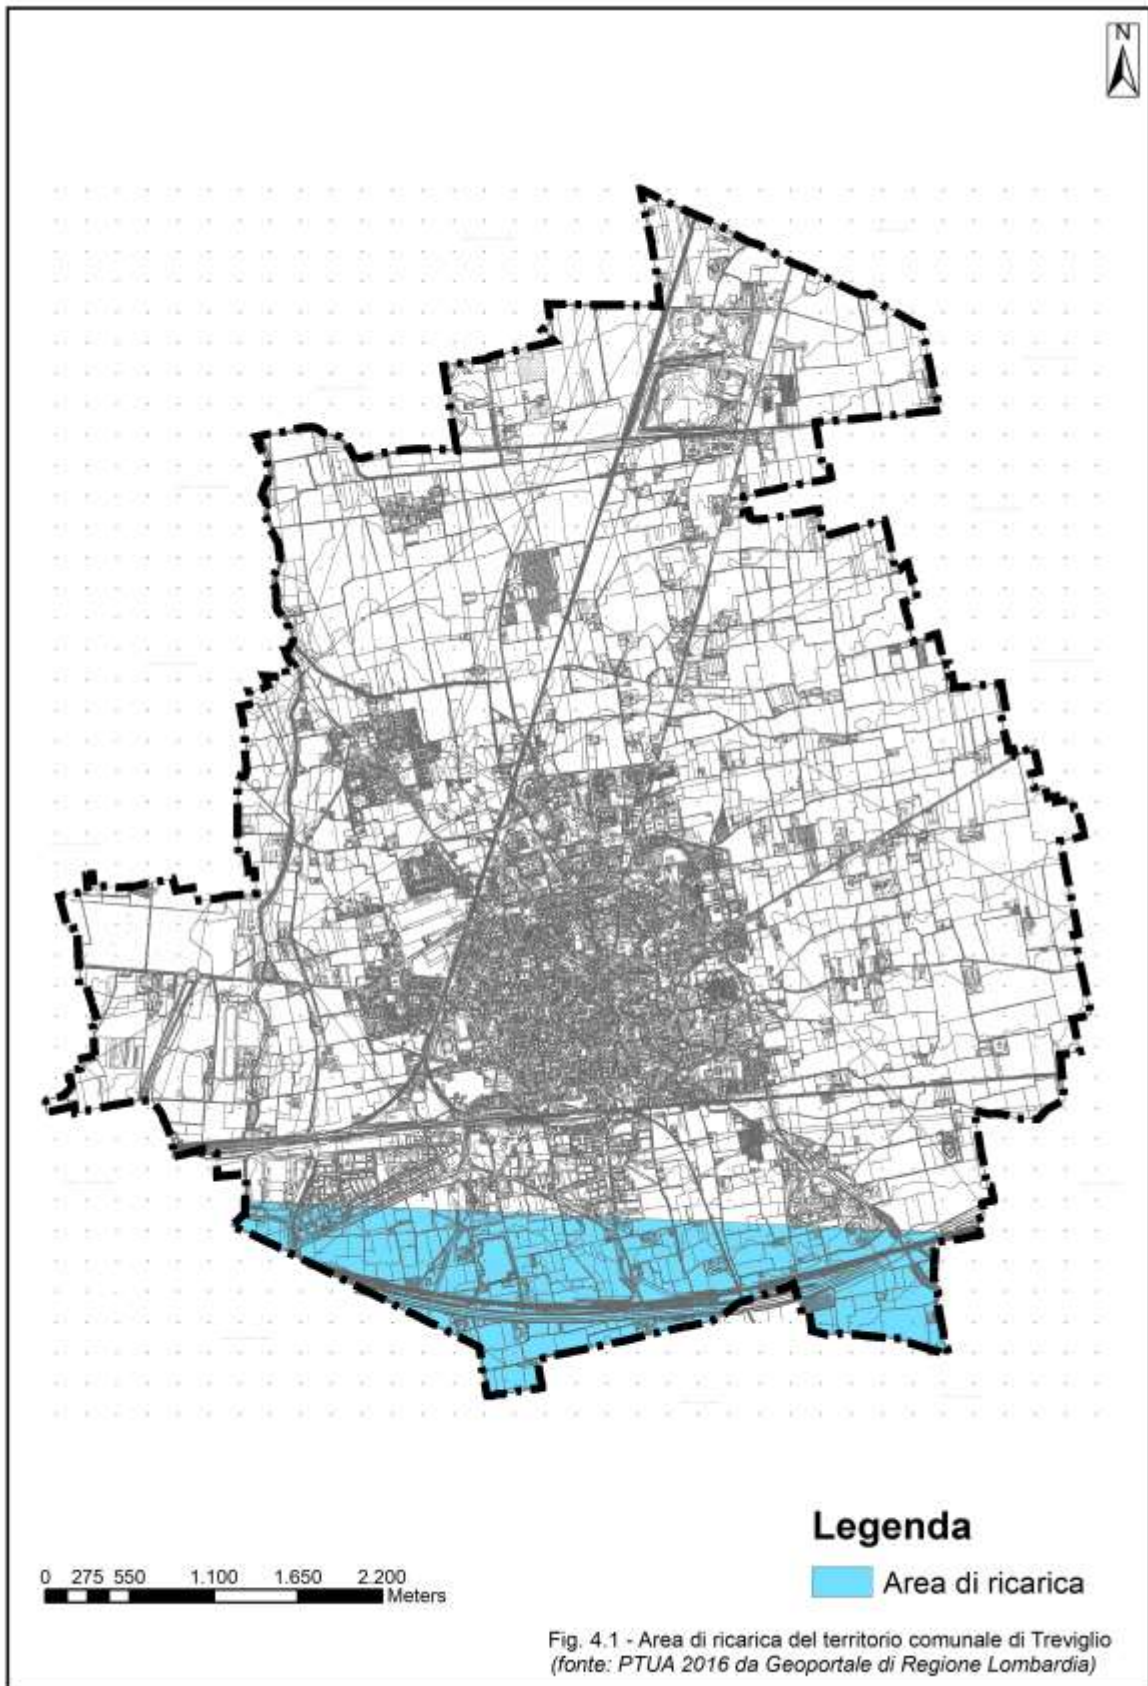 N
Legenda
Area di ricarica
0 275 550 1.100 1.650 2.200
Meters
Fig. 4.1 - Area di ricarica del territorio comunale di Treviglio
(fonte: PTUA 2016 da Geoportale di Regione Lombardia)